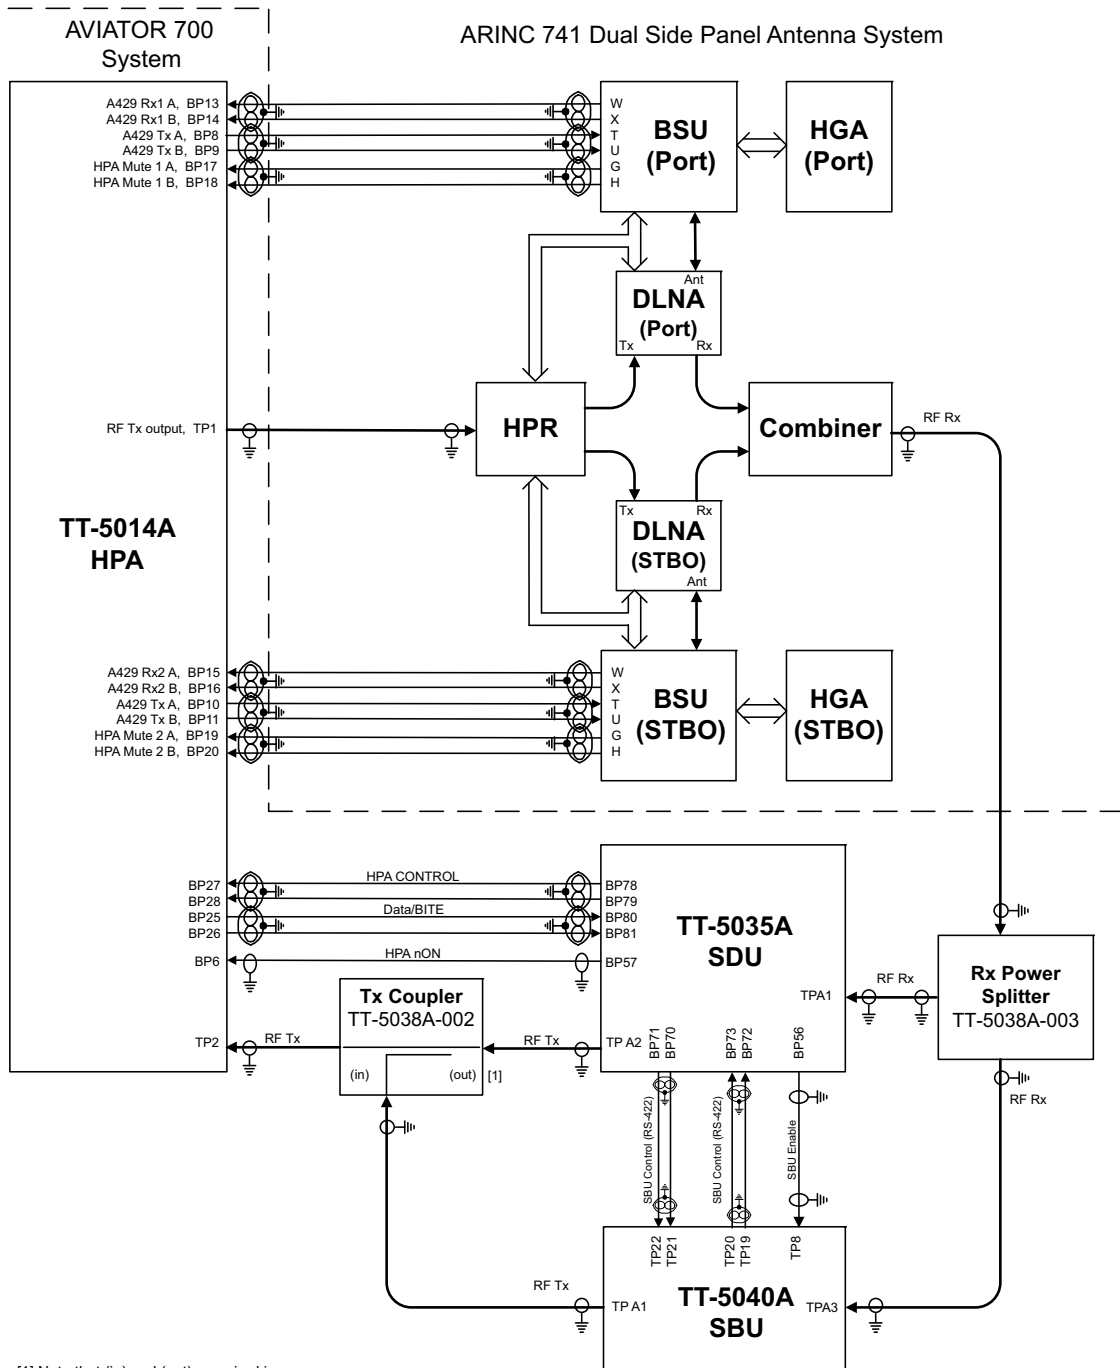 AVIATOR 700
System
ARINC 741 Dual Side Panel Antenna System
A429 Rx1 A, BP13
A429 Rx1 B, BP14
A429 Tx A, BP8
A429 Tx B, BP9
HPA Mute 1 A, BP17
HPA Mute 1 B, BP18
W
X
T
U
G
H
BSU
(Port)
HGA
(Port)
Ant
DLNA
(Port)
Tx
Rx
RF Tx output, TP1
HPR
Combiner
RF Rx
TT-5014A
HPA
Tx
Rx
DLNA
(STBO)
Ant
A429 Rx2 A, BP15
A429 Rx2 B, BP16
A429 Tx A, BP10
A429 Tx B, BP11
HPA Mute 2 A, BP19
HPA Mute 2 B, BP20
W
X
T
U
G
H
BSU
(STBO)
HGA
(STBO)
BP27
BP28
BP25
BP26
BP6
HPA CONTROL
Data/BITE
HPA nON
BP78
BP79
BP80
BP81
BP57
TT-5035A
SDU
TPA1
RF Rx
Rx Power
Splitter
TT-5038A-003
Tx Coupler
TT-5038A-002
TP2
RF Tx
(in)
(out)
[1]
RF Tx
TP A2
BP71
BP70
BP73
BP72
BP56
RF Rx
SBU Control (RS-422)
SBU Control (RS-422)
SBU Enable
TP22
TP21
TP20
TP19
TP8
RF Tx
TP A1
TT-5040A
SBU
TPA3